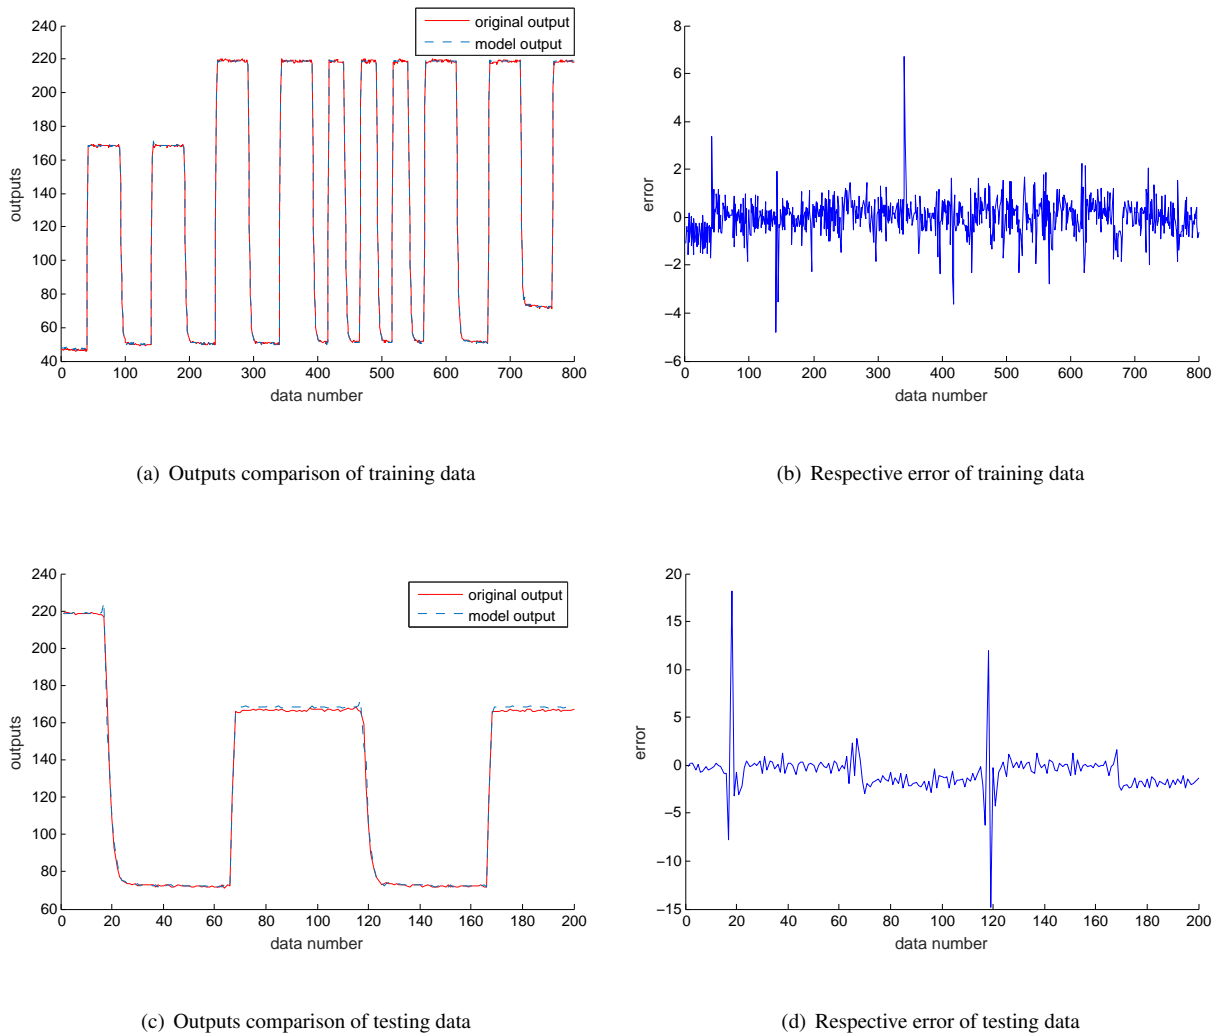 240
220
200
180
160
140
120
100
80
60
40
outputs
0 100 200 300 400 500 600 700 800
data number
original output
model output
(a) Outputs comparison of training data
8
6
4
2
0
−2
−4
−6
error
0 100 200 300 400 500 600 700 800
data number
(b) Respective error of training data
240
220
200
180
160
140
120
100
80
60
outputs
0 20 40 60 80 100 120 140 160 180 200
data number
original output
model output
(c) Outputs comparison of testing data
20
15
10
5
0
−5
−10
−15
error
0 20 40 60 80 100 120 140 160 180 200
data number
(d) Respective error of testing data